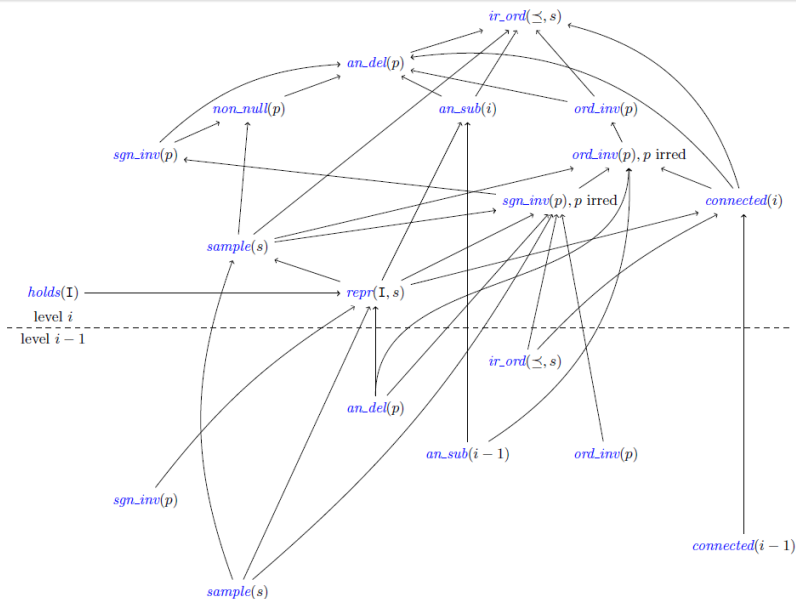 ir_ord(⪯, s)
an_del(p)
non_null(p)
an_sub(i)
ord_inv(p)
sgn_inv(p)
ord_inv(p), p irred
sgn_inv(p), p irred
connected(i)
sample(s)
holds(I)
repr(I, s)
level i
level i − 1
ir_ord(⪯, s)
an_del(p)
an_sub(i − 1)
ord_inv(p)
sgn_inv(p)
connected(i − 1)
sample(s)